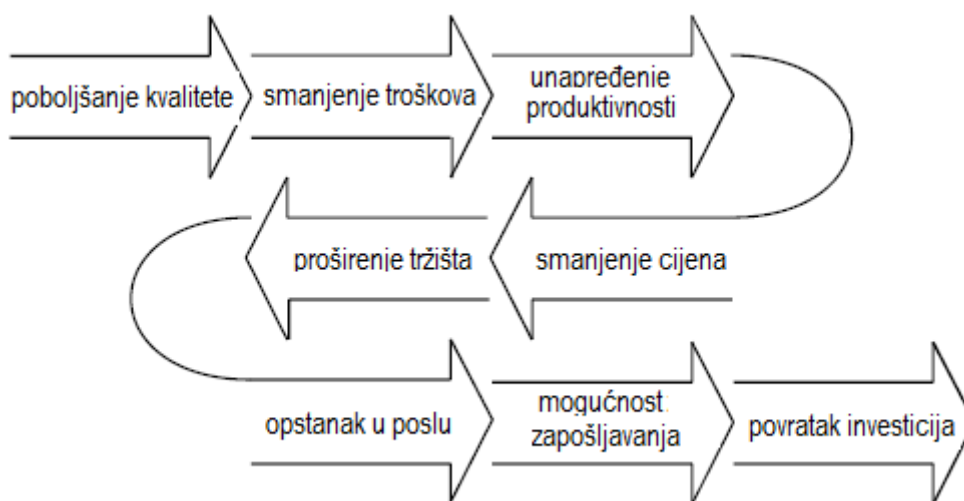 poboljšanje kvalitete
smanjenje troškova
unapređenje
produktivnosti
smanjenje cijena
proširenje tržišta
opstanak u poslu
mogućnost
zapošljavanja
povratak investicija